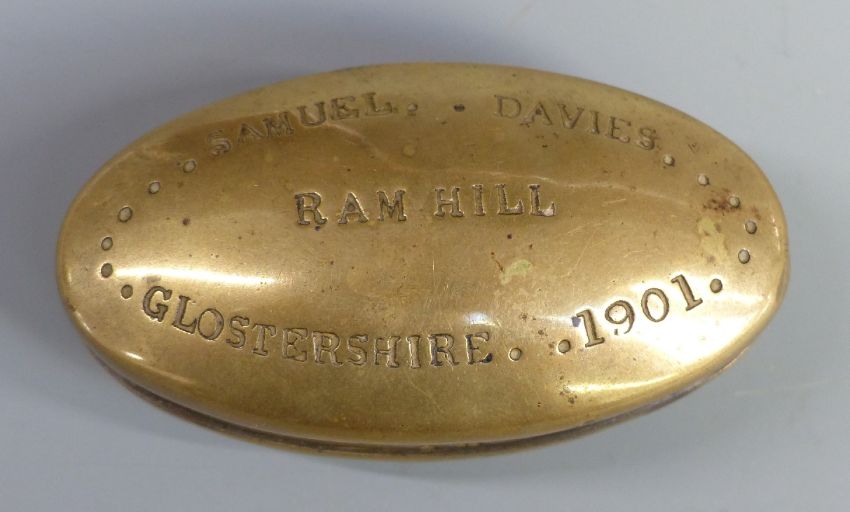 SAMUEL. . DAVIES.
RAM HILL
.GLOSTERSHIRE. .1901.